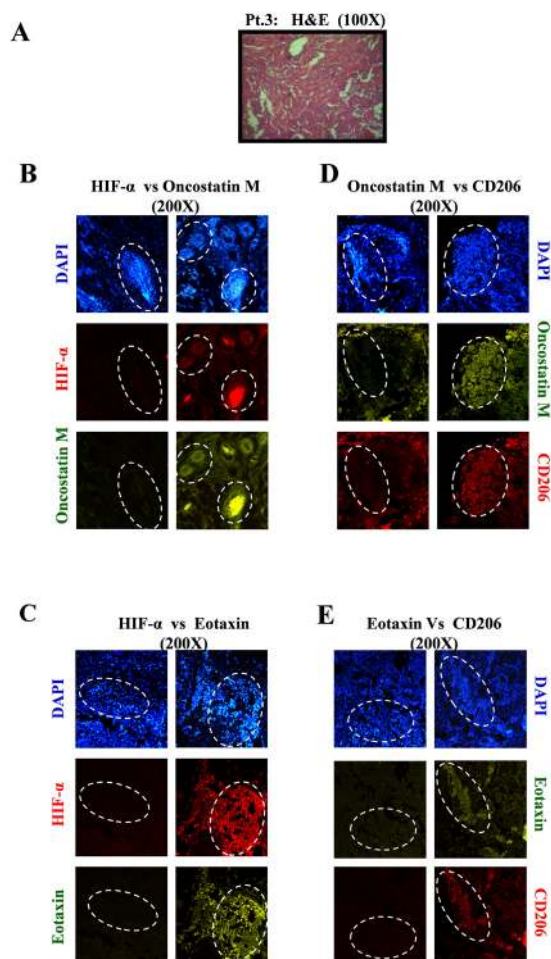 A
Pt.3: H&E (100X)
B
HIF-α vs Oncostatin M
(200X)
DAPI
HIF-α
Oncostatin M
D
Oncostatin M vs CD206
(200X)
DAPI
Oncostatin M
CD206
C
HIF-α vs Eotaxin
(200X)
DAPI
HIF-α
Eotaxin
E
Eotaxin Vs CD206
(200X)
DAPI
Eotaxin
CD206